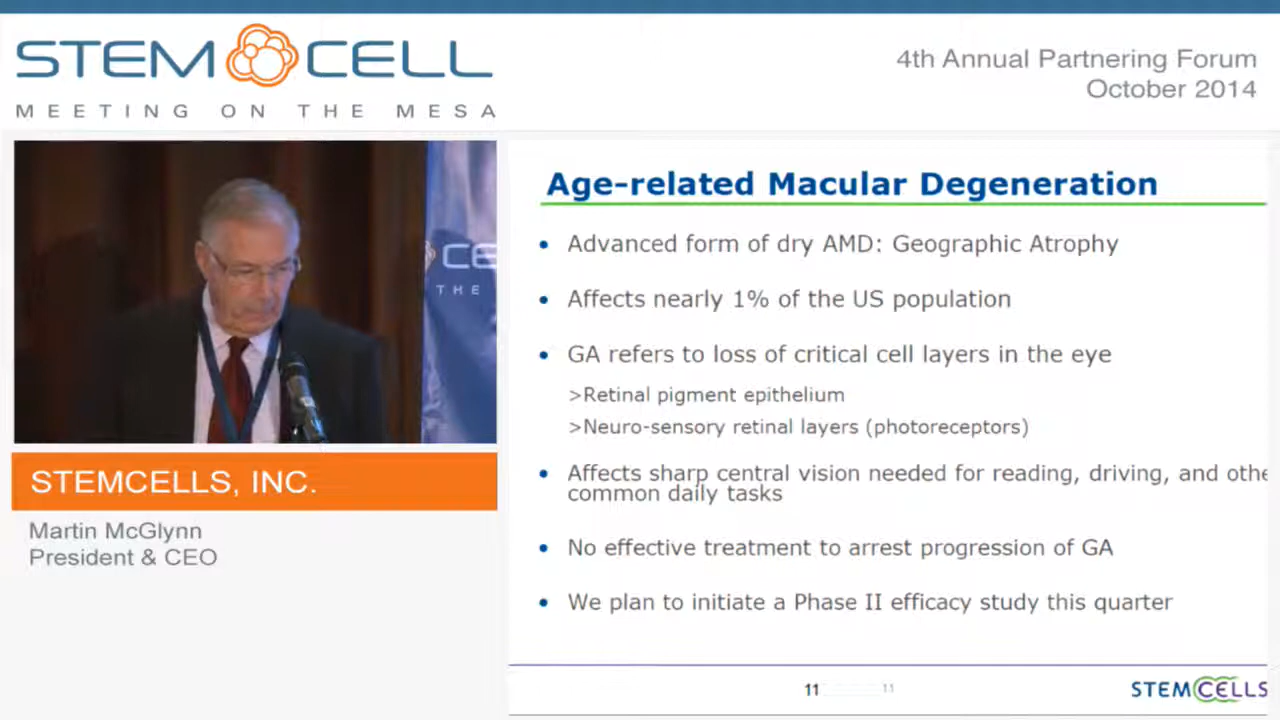 STEM CELL
MEETING ON THE MESA
4th Annual Partnering Forum
October 2014
CE
THE
STEMCELLS, INC.
Martin McGlynn
President & CEO
Age-related Macular Degeneration
• Advanced form of dry AMD: Geographic Atrophy
• Affects nearly 1% of the US population
• GA refers to loss of critical cell layers in the eye
>Retinal pigment epithelium
>Neuro-sensory retinal layers (photoreceptors)
• Affects sharp central vision needed for reading, driving, and othe
common daily tasks
• No effective treatment to arrest progression of GA
• We plan to initiate a Phase II efficacy study this quarter
11 11
STEMCELLS